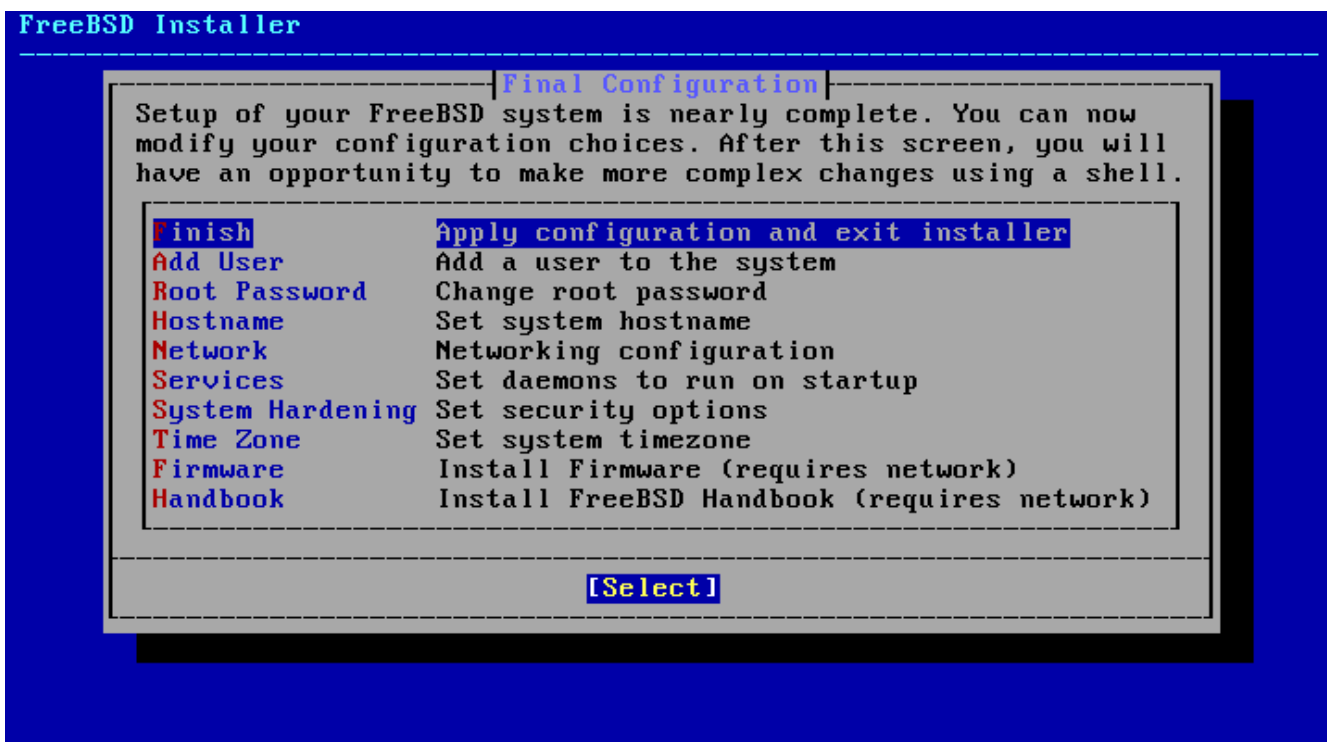 FreeBSD Installer
Final Configuration
Setup of your FreeBSD system is nearly complete. You can now
modify your configuration choices. After this screen, you will
have an opportunity to make more complex changes using a shell.
Finish Apply configuration and exit installer
Add User Add a user to the system
Root Password Change root password
Hostname Set system hostname
Network Networking configuration
Services Set daemons to run on startup
System Hardening Set security options
Time Zone Set system timezone
Firmware Install Firmware (requires network)
Handbook Install FreeBSD Handbook (requires network)
[Select]